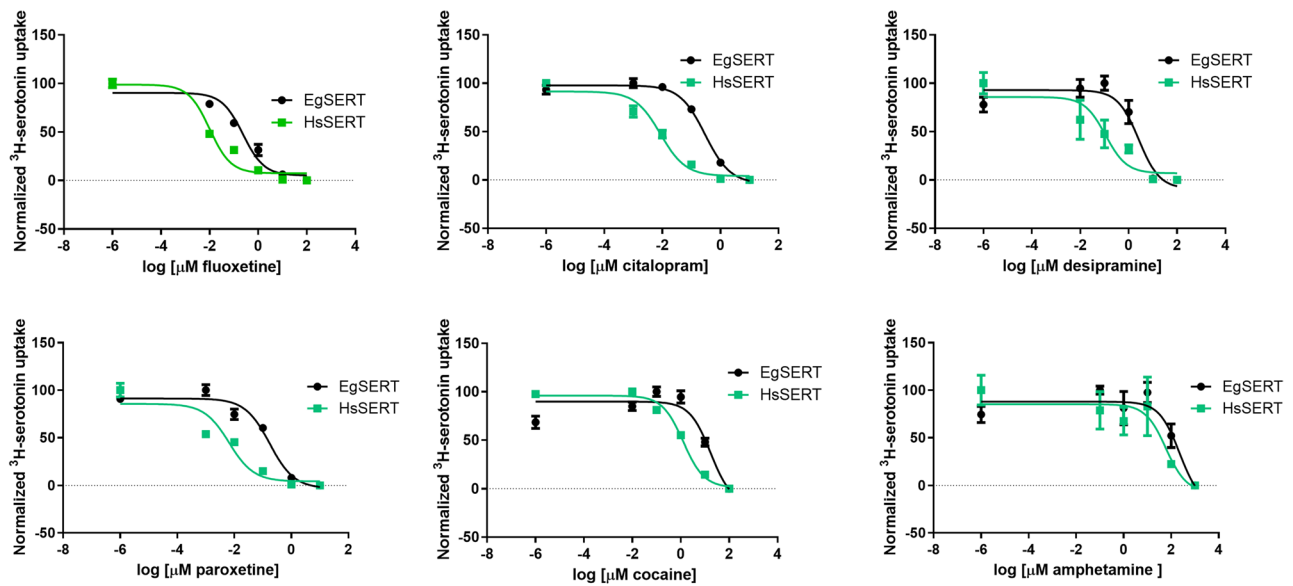 Normalized ³H-serotonin uptake
150
100
50
0
-50
-8 -6 -4 -2 0 2 4
log [μM fluoxetine]
EgSERT
HsSERT
Normalized ³H-serotonin uptake
150
100
50
0
-50
-8 -6 -4 -2 0 2
log [μM citalopram]
EgSERT
HsSERT
Normalized ³H-serotonin uptake
150
100
50
0
-50
-8 -6 -4 -2 0 2 4
log [μM desipramine]
EgSERT
HsSERT
Normalized ³H-serotonin uptake
150
100
50
0
-50
-8 -6 -4 -2 0 2
log [μM paroxetine]
EgSERT
HsSERT
Normalized ³H-serotonin uptake
150
100
50
0
-50
-8 -6 -4 -2 0 2 4
log [μM cocaine]
EgSERT
HsSERT
Normalized ³H-serotonin uptake
150
100
50
0
-50
-8 -6 -4 -2 0 2 4
log [μM amphetamine ]
EgSERT
HsSERT